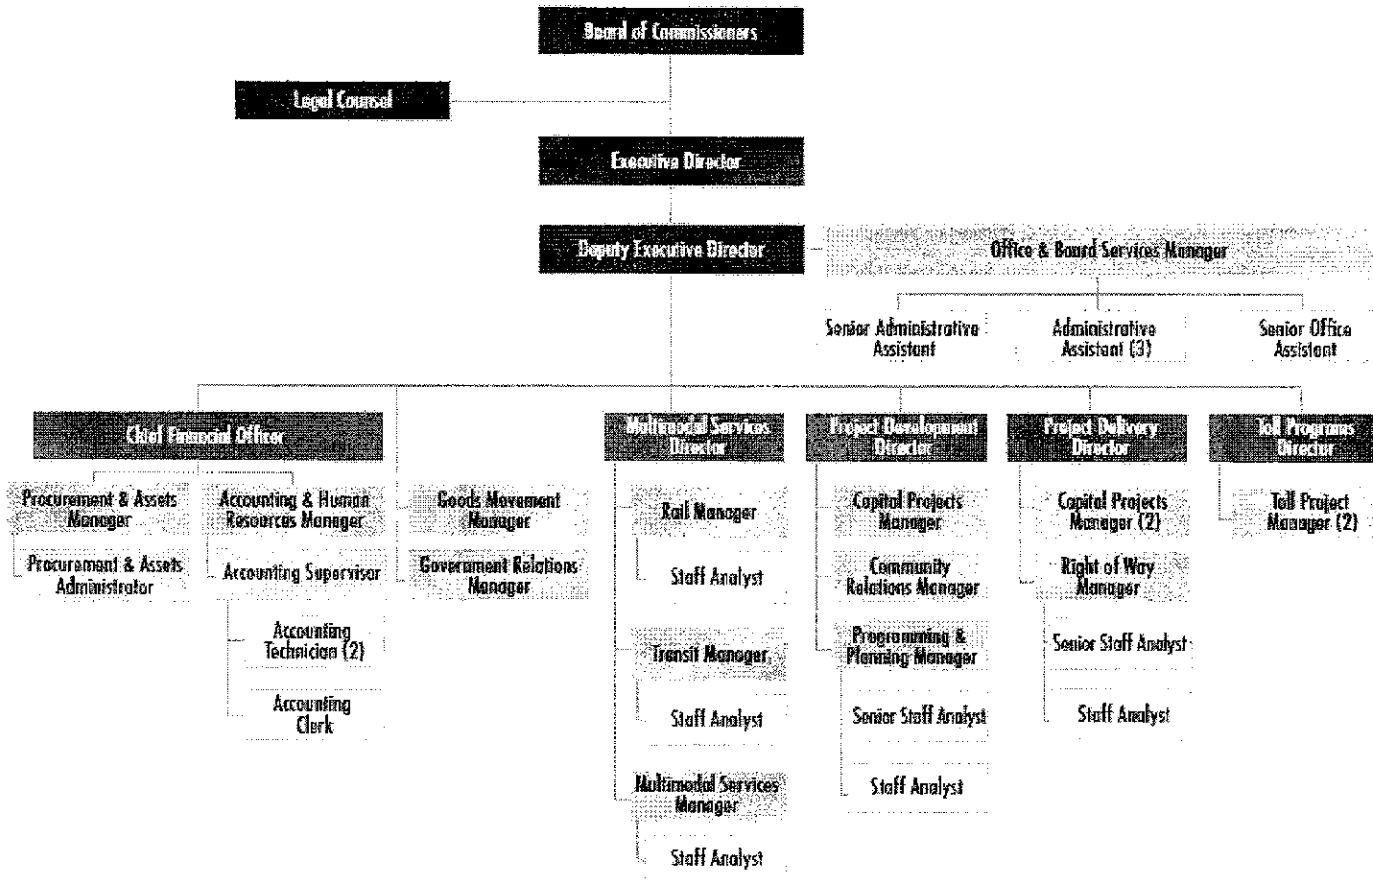 Board of Commissioners
Legal Counsel
Executive Director
Deputy Executive Director
Office & Board Services Manager
Senior Administrative
Assistant
Administrative
Assistant (3)
Senior Office
Assistant
Chief Financial Officer
Multimodal Services
Director
Project Development
Director
Project Delivery
Director
Toll Programs
Director
Procurement & Assets
Manager
Accounting & Human
Resources Manager
Goods Movement
Manager
Rail Manager
Capital Projects
Manager
Capital Projects
Manager (2)
Toll Project
Manager (2)
Procurement & Assets
Administrator
Accounting Supervisor
Government Relations
Manager
Staff Analyst
Community
Relations Manager
Right of Way
Manager
Accounting
Technician (2)
Transit Manager
Programming &
Planning Manager
Senior Staff Analyst
Accounting
Clerk
Staff Analyst
Senior Staff Analyst
Staff Analyst
Multimodal Services
Manager
Staff Analyst
Staff Analyst